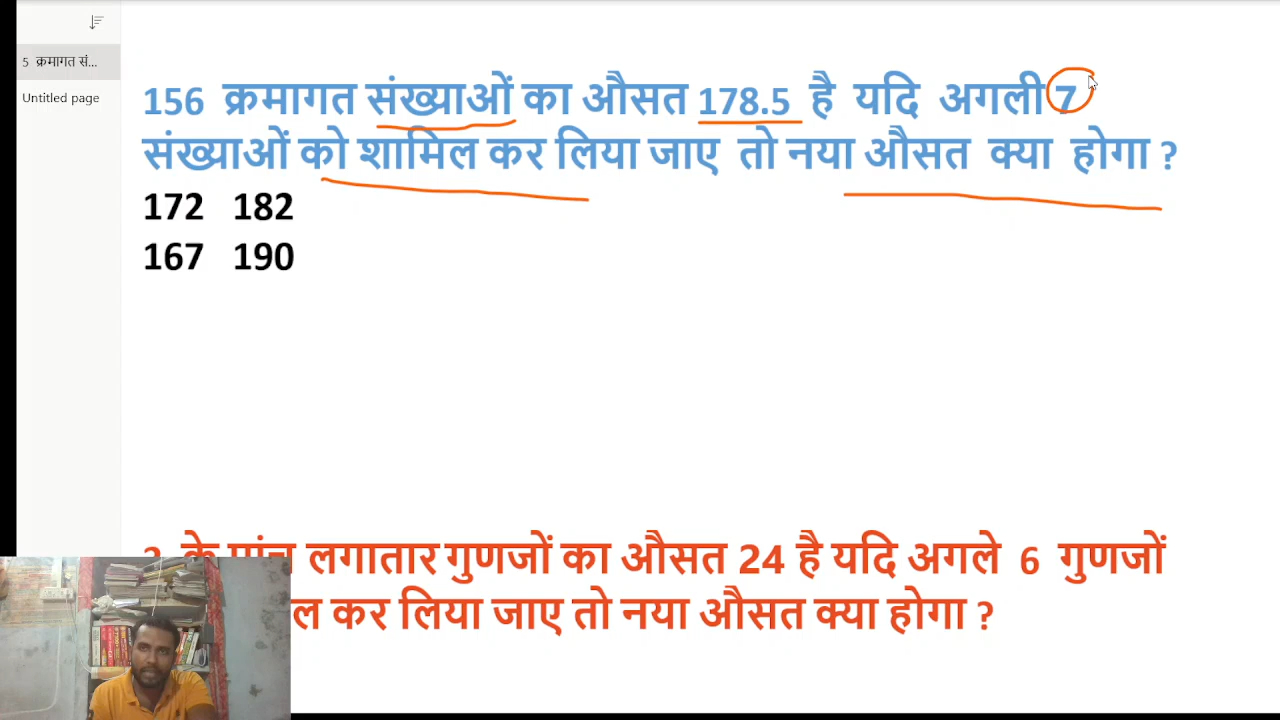 5 क्रमागत सं...
Untitled page
156 क्रमागत संख्याओं का औसत 178.5 है यदि अगली 7
संख्याओं को शामिल कर लिया जाए तो नया औसत क्या होगा ?
172 182
167 190
के पांच लगातार गुणजों का औसत 24 है यदि अगले 6 गुणजों
कर लिया जाए तो नया औसत क्या होगा ?